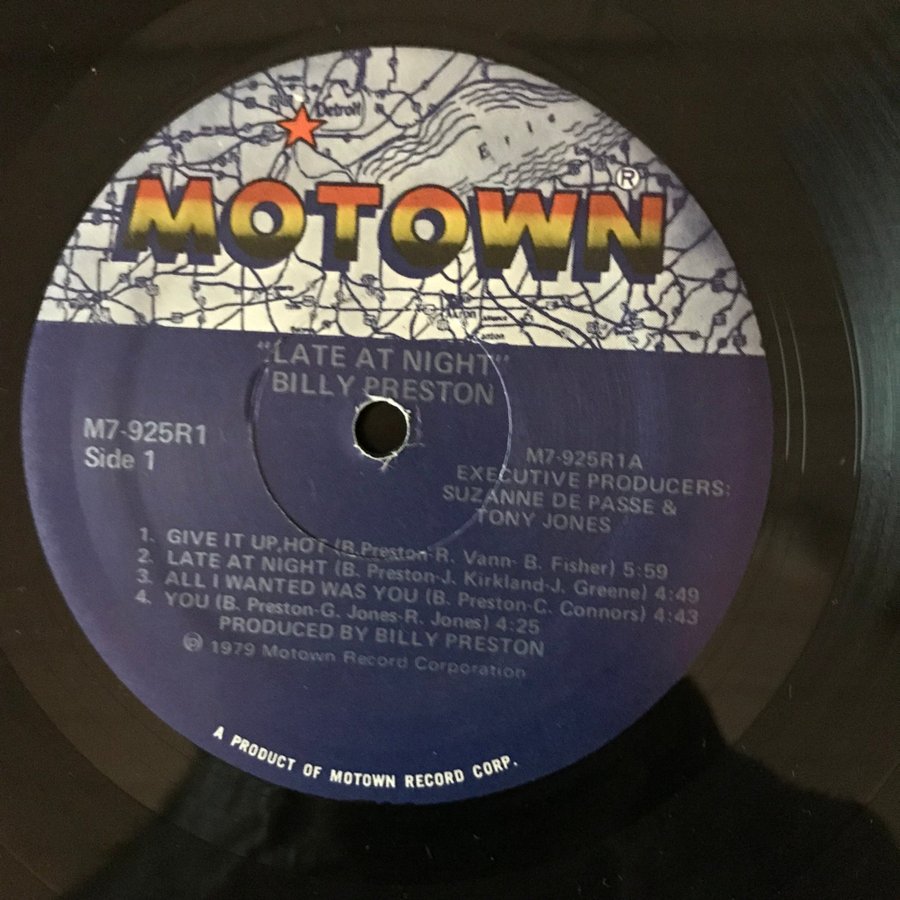 Detroit
Erie
MOTOWN®
"LATE AT NIGHT"
BILLY PRESTON
M7-925R1
Side 1
M7-925R1A
EXECUTIVE PRODUCERS:
SUZANNE DE PASSE &
TONY JONES
1. GIVE IT UP, HOT (B. Preston-R. Vann- B. Fisher) 5:59
2. LATE AT NIGHT (B. Preston-J. Kirkland-J. Greene) 4:49
3. ALL I WANTED WAS YOU (B. Preston-C. Connors) 4:43
4. YOU (B. Preston-G. Jones-R. Jones) 4:25
PRODUCED BY BILLY PRESTON
℗ 1979 Motown Record Corporation
A PRODUCT OF MOTOWN RECORD CORP.